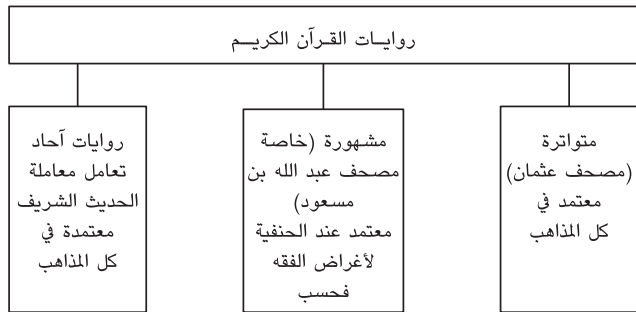 روايات القرآن الكريم
متواترة
(مصحف عثمان)
معتمد في
كل المذاهب
مشهورة (خاصة
مصحف عبد الله بن
مسعود)
معتمد عند الحنفية
لأغراض الفقه
فحسب
روايات آحاد
تعامل معاملة
الحديث الشريف
معتمدة في
كل المذاهب